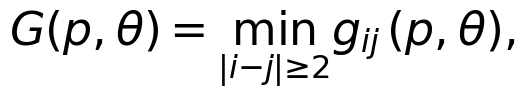 G(p, θ) = min_{|i−j|≥2} g_{ij}(p, θ),